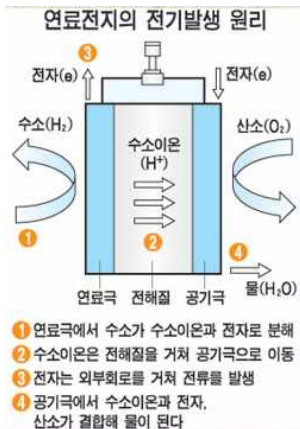 연료전지의 전기발생 원리
3
전자(e)
전자(e)
수소(H₂)
산소(O₂)
수소이온
(H⁺)
1
2
4
물(H₂O)
연료극 전해질 공기극
1 연료극에서 수소가 수소이온과 전자로 분해
2 수소이온은 전해질을 거쳐 공기극으로 이동
3 전자는 외부회로를 거쳐 전류를 발생
4 공기극에서 수소이온과 전자,
산소가 결합해 물이 된다